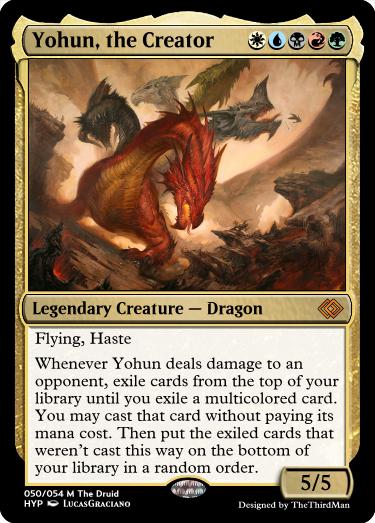 Yohun, the Creator
Legendary Creature — Dragon
Flying, Haste
Whenever Yohun deals damage to an
opponent, exile cards from the top of your
library until you exile a multicolored card.
You may cast that card without paying its
mana cost. Then put the exiled cards that
weren't cast this way on the bottom of
your library in a random order.
5/5
050/054 M The Druid
HYP LucasGraciano
Designed by TheThirdMan